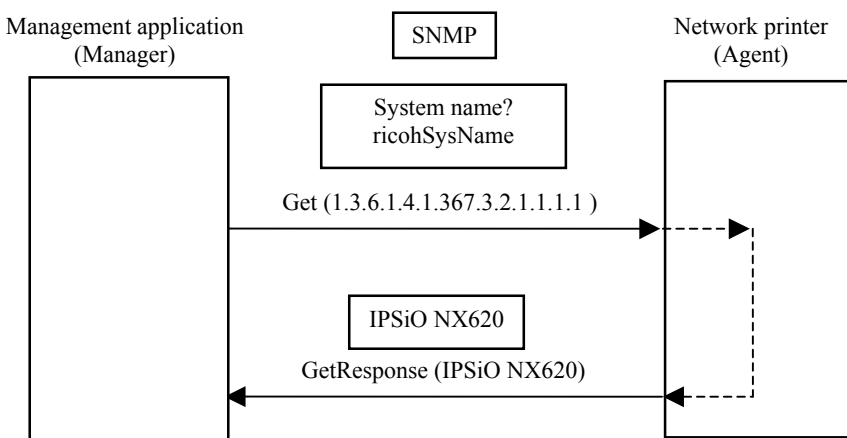 Management application
(Manager)
SNMP
Network printer
(Agent)
System name?
ricohSysName
Get (1.3.6.1.4.1.367.3.2.1.1.1.1 )
IPSiO NX620
GetResponse (IPSiO NX620)